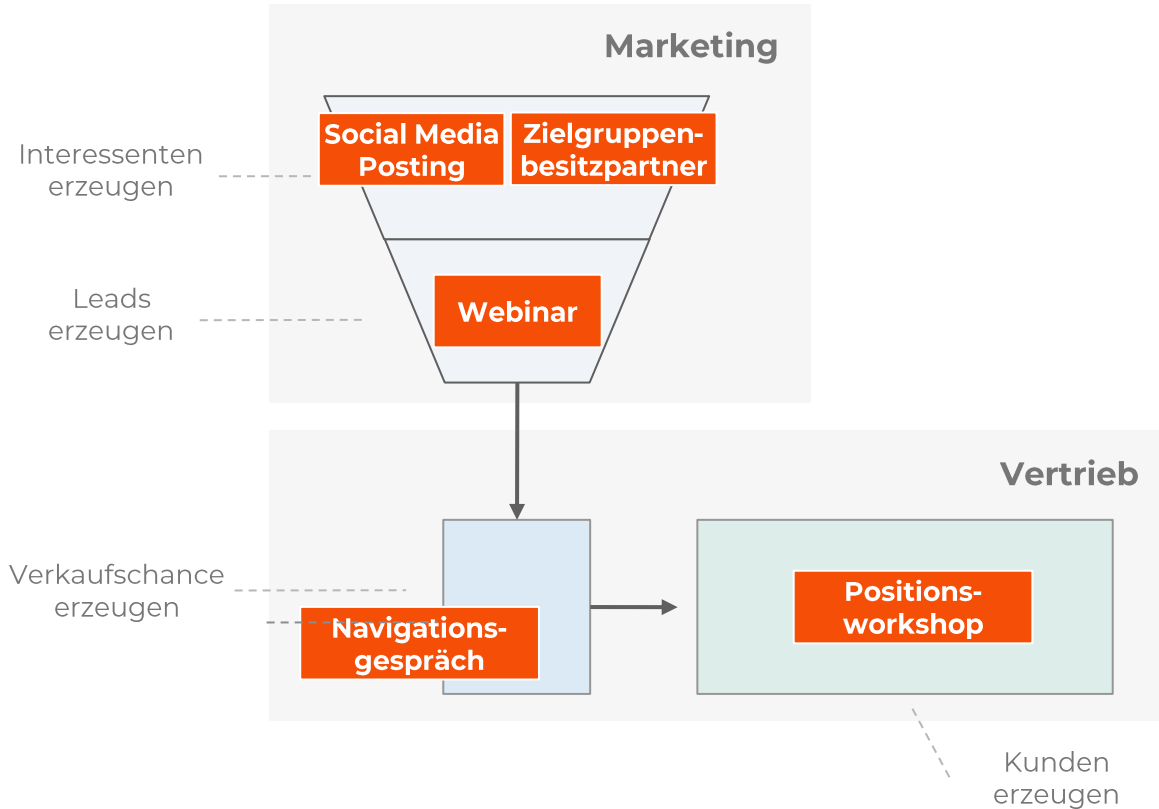 Marketing
Social Media
Posting
Zielgruppen-
besitzpartner
Interessenten
erzeugen
Webinar
Leads
erzeugen
Vertrieb
Verkaufschance
erzeugen
Navigations-
gespräch
Positions-
workshop
Kunden
erzeugen